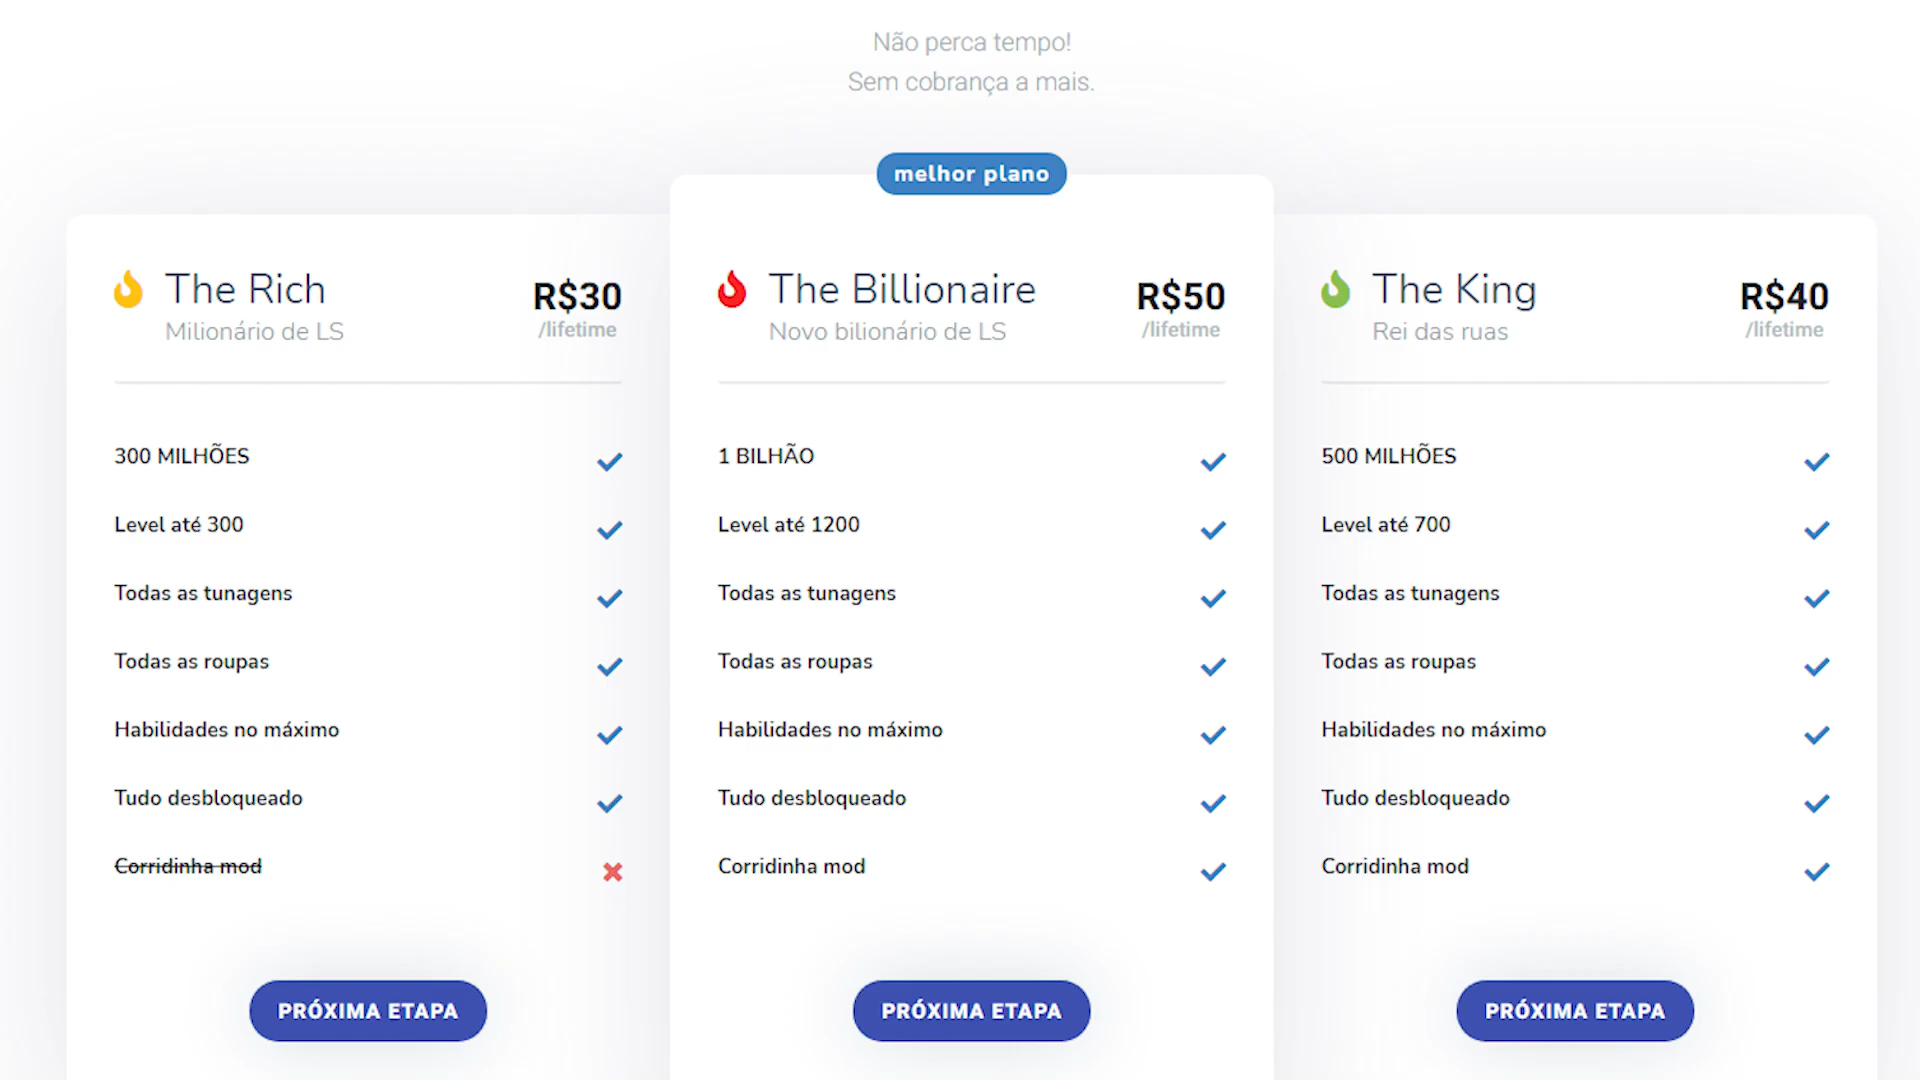 Não perca tempo!
Sem cobrança a mais.
melhor plano
The Rich
Milionário de LS
R$30
/lifetime
300 MILHÕES
Level até 300
Todas as tunagens
Todas as roupas
Habilidades no máximo
Tudo desbloqueado
Corridinha mod
PRÓXIMA ETAPA
The Billionaire
Novo bilionário de LS
R$50
/lifetime
1 BILHÃO
Level até 1200
Todas as tunagens
Todas as roupas
Habilidades no máximo
Tudo desbloqueado
Corridinha mod
PRÓXIMA ETAPA
The King
Rei das ruas
R$40
/lifetime
500 MILHÕES
Level até 700
Todas as tunagens
Todas as roupas
Habilidades no máximo
Tudo desbloqueado
Corridinha mod
PRÓXIMA ETAPA